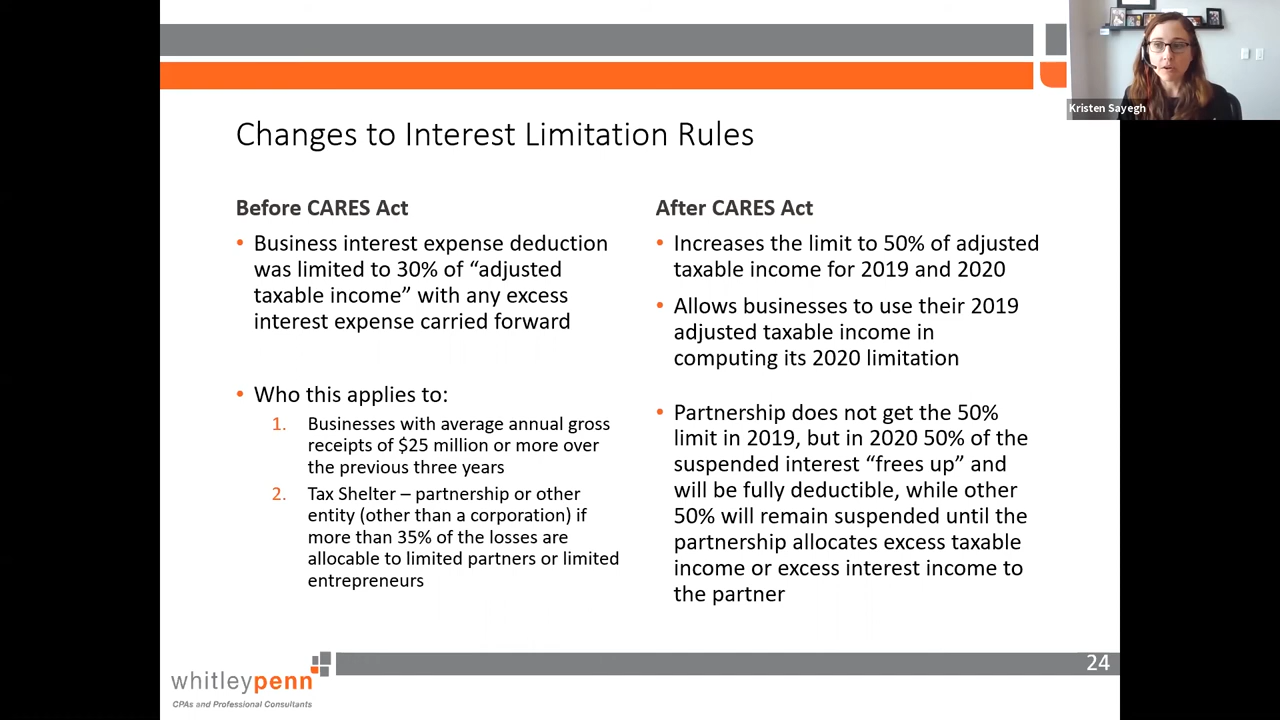 Kristen Sayegh
Changes to Interest Limitation Rules
Before CARES Act
• Business interest expense deduction
was limited to 30% of “adjusted
taxable income” with any excess
interest expense carried forward
• Who this applies to:
1. Businesses with average annual gross
receipts of $25 million or more over
the previous three years
2. Tax Shelter – partnership or other
entity (other than a corporation) if
more than 35% of the losses are
allocable to limited partners or limited
entrepreneurs
After CARES Act
• Increases the limit to 50% of adjusted
taxable income for 2019 and 2020
• Allows businesses to use their 2019
adjusted taxable income in
computing its 2020 limitation
• Partnership does not get the 50%
limit in 2019, but in 2020 50% of the
suspended interest “frees up” and
will be fully deductible, while other
50% will remain suspended until the
partnership allocates excess taxable
income or excess interest income to
the partner
24
whitleypenn
CPAs and Professional Consultants